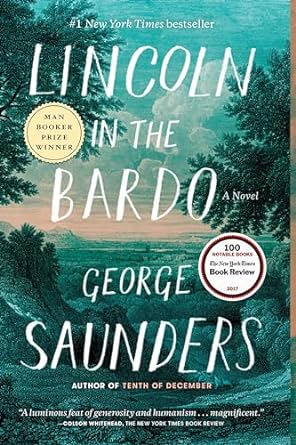 #1 New York Times bestseller
LINCOLN
IN THE
BARDO
A Novel
MAN
BOOKER
PRIZE
WINNER
100
NOTABLE BOOKS
The New York Times
Book Review
2017
GEORGE
SAUNDERS
AUTHOR OF TENTH OF DECEMBER
"A luminous feat of generosity and humanism . . . magnificent."
—COLSON WHITEHEAD, THE NEW YORK TIMES BOOK REVIEW